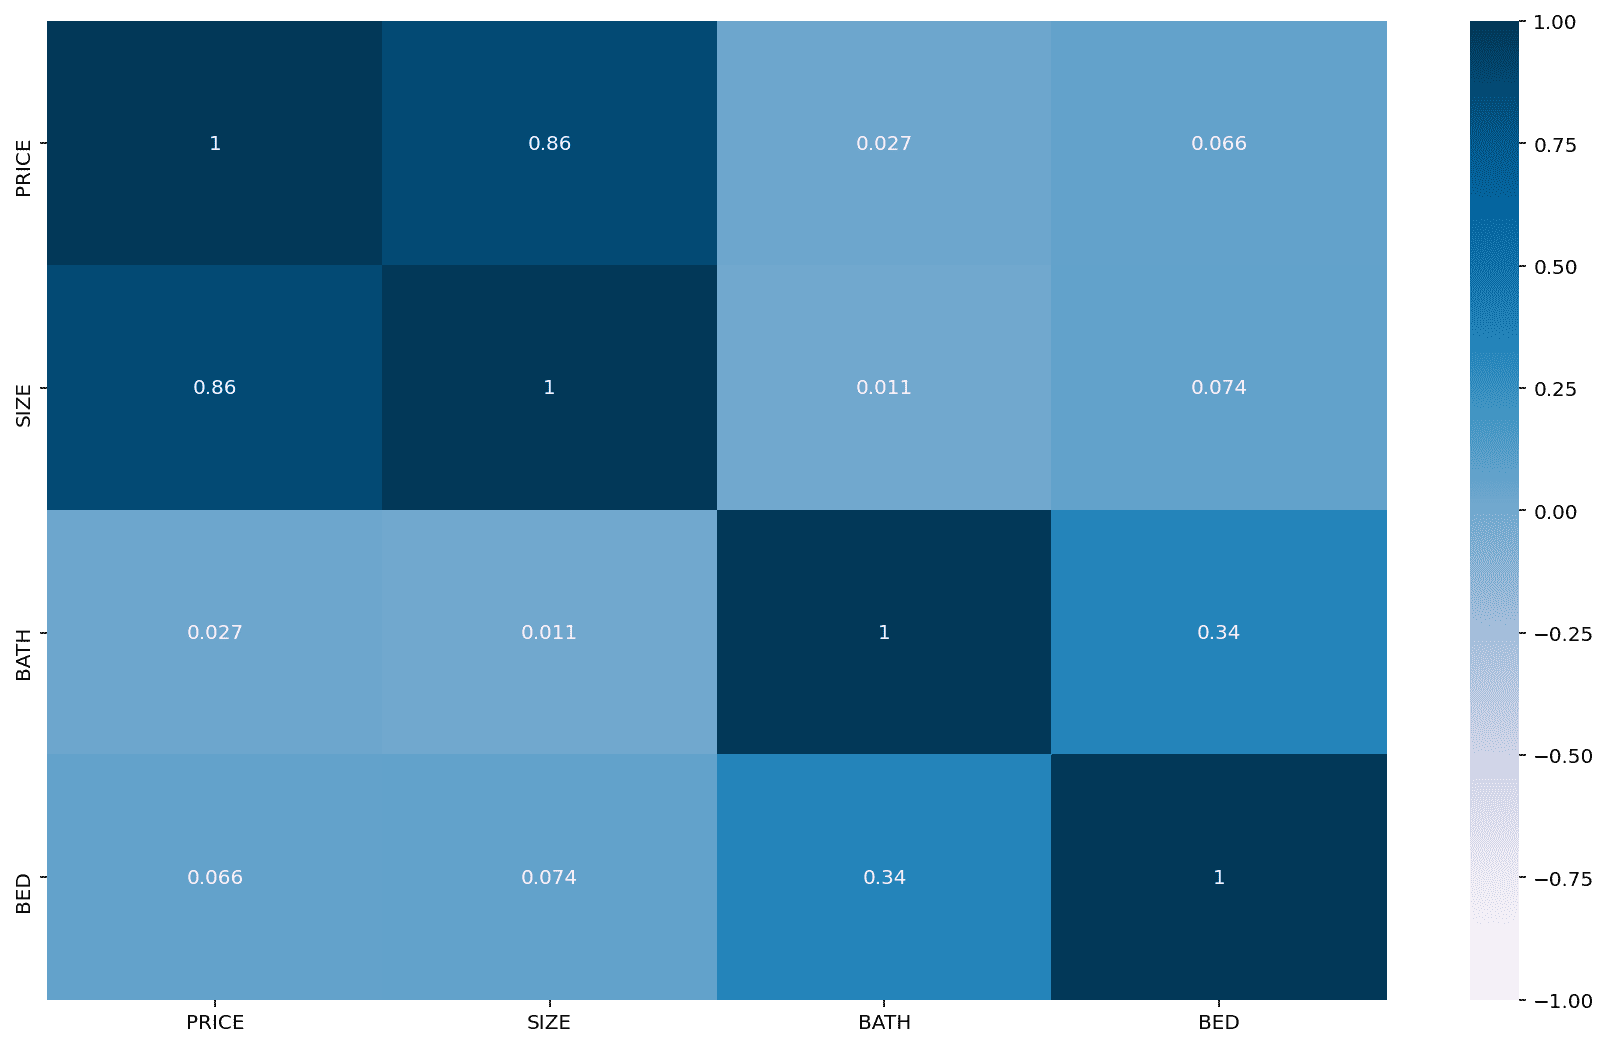 PRICE 1 0.86 0.027 0.066
SIZE 0.86 1 0.011 0.074
BATH 0.027 0.011 1 0.34
BED 0.066 0.074 0.34 1
PRICE SIZE BATH BED
1.00
0.75
0.50
0.25
0.00
−0.25
−0.50
−0.75
−1.00